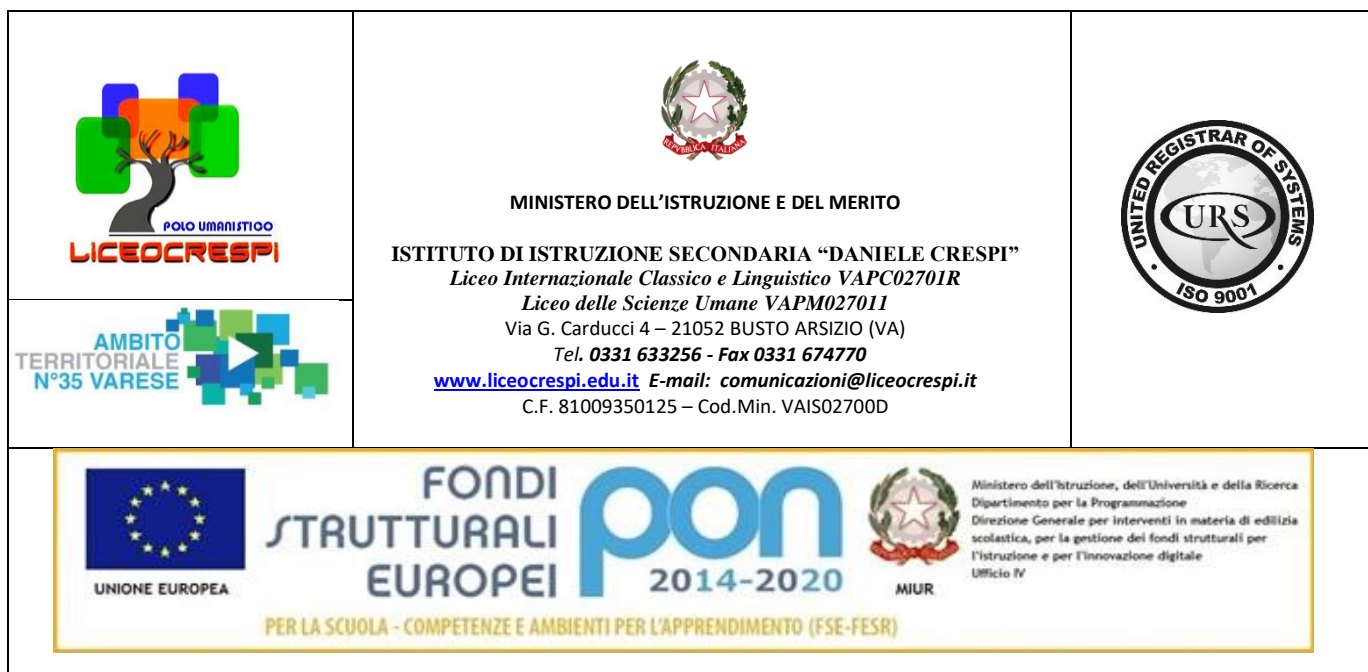 POLO UMANISTICO
LICEOCRESPI
AMBITO
TERRITORIALE
N°35 VARESE
REPVBBLICA ITALIANA
MINISTERO DELL’ISTRUZIONE E DEL MERITO
ISTITUTO DI ISTRUZIONE SECONDARIA “DANIELE CRESPI”
Liceo Internazionale Classico e Linguistico VAPC02701R
Liceo delle Scienze Umane VAPM027011
Via G. Carducci 4 – 21052 BUSTO ARSIZIO (VA)
Tel. 0331 633256 - Fax 0331 674770
www.liceocrespi.edu.it E-mail: comunicazioni@liceocrespi.it
C.F. 81009350125 – Cod.Min. VAIS02700D
UNITED REGISTRAR OF SYSTEMS
URS
ISO 9001
UNIONE EUROPEA
FONDI
STRUTTURALI
EUROPEI
pon
2014-2020
MIUR
Ministero dell'Istruzione, dell'Università e della Ricerca
Dipartimento per la Programmazione
Direzione Generale per interventi in materia di edilizia
scolastica, per la gestione dei fondi strutturali per
l'istruzione e per l'innovazione digitale
Ufficio IV
PER LA SCUOLA - COMPETENZE E AMBIENTI PER L'APPRENDIMENTO (FSE-FESR)